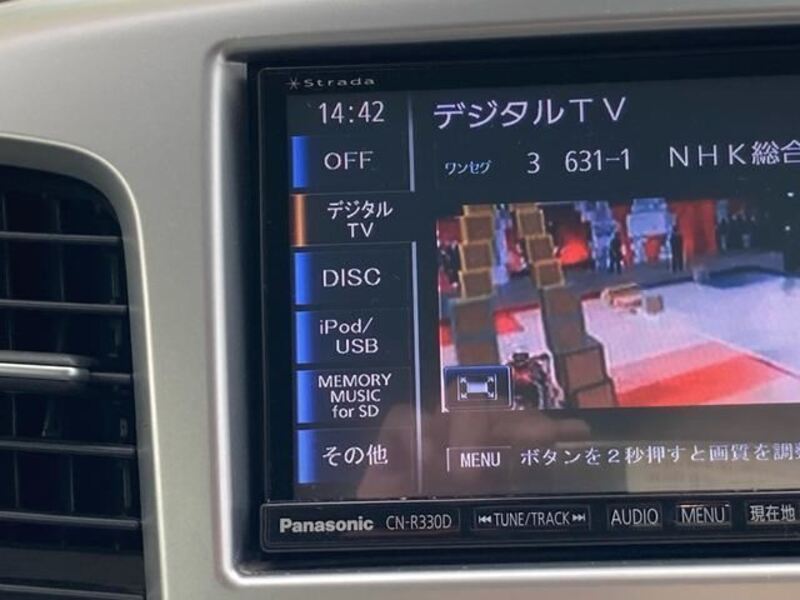 Strada
14:42
デジタルTV
OFF
ワンセグ 3 631-1 NHK総合
デジタル
TV
DISC
iPod/
USB
MEMORY
MUSIC
for SD
その他
MENU ボタンを2秒押すと画質を調整
Panasonic CN-R330D TUNE/TRACK AUDIO MENU 現在地